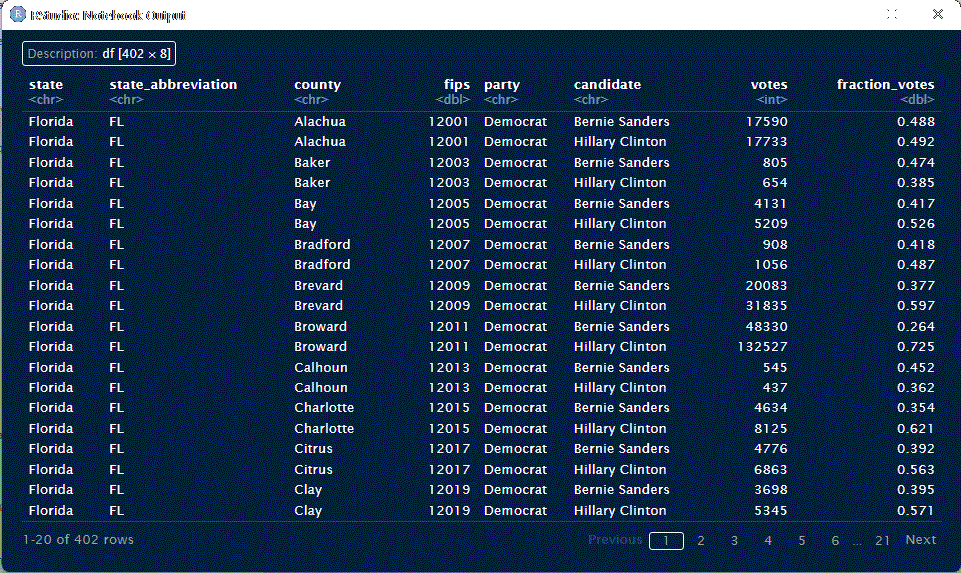 RStudio: Notebook Output
Description: df [402 × 8]
state state_abbreviation county fips party candidate votes fraction_votes
<chr> <chr> <chr> <dbl> <chr> <chr> <int> <dbl>
Florida FL Alachua 12001 Democrat Bernie Sanders 17590 0.488
Florida FL Alachua 12001 Democrat Hillary Clinton 17733 0.492
Florida FL Baker 12003 Democrat Bernie Sanders 805 0.474
Florida FL Baker 12003 Democrat Hillary Clinton 654 0.385
Florida FL Bay 12005 Democrat Bernie Sanders 4131 0.417
Florida FL Bay 12005 Democrat Hillary Clinton 5209 0.526
Florida FL Bradford 12007 Democrat Bernie Sanders 908 0.418
Florida FL Bradford 12007 Democrat Hillary Clinton 1056 0.487
Florida FL Brevard 12009 Democrat Bernie Sanders 20083 0.377
Florida FL Brevard 12009 Democrat Hillary Clinton 31835 0.597
Florida FL Broward 12011 Democrat Bernie Sanders 48330 0.264
Florida FL Broward 12011 Democrat Hillary Clinton 132527 0.725
Florida FL Calhoun 12013 Democrat Bernie Sanders 545 0.452
Florida FL Calhoun 12013 Democrat Hillary Clinton 437 0.362
Florida FL Charlotte 12015 Democrat Bernie Sanders 4634 0.354
Florida FL Charlotte 12015 Democrat Hillary Clinton 8125 0.621
Florida FL Citrus 12017 Democrat Bernie Sanders 4776 0.392
Florida FL Citrus 12017 Democrat Hillary Clinton 6863 0.563
Florida FL Clay 12019 Democrat Bernie Sanders 3698 0.395
Florida FL Clay 12019 Democrat Hillary Clinton 5345 0.571
1-20 of 402 rows Previous 1 2 3 4 5 6 ... 21 Next